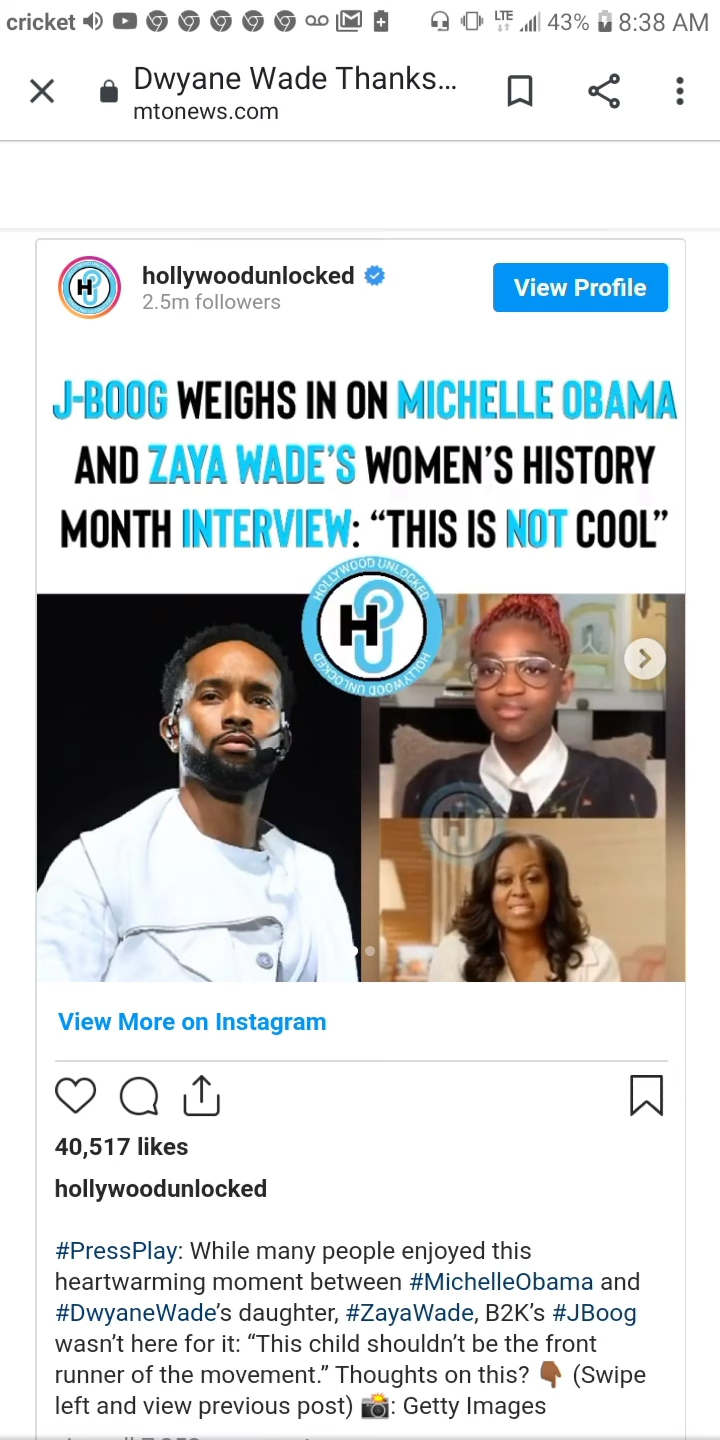 cricket LTE 43% 8:38 AM
Dwyane Wade Thanks...
mtonews.com
hollywoodunlocked
2.5m followers
View Profile
J-BOOG WEIGHS IN ON MICHELLE OBAMA
AND ZAYA WADE'S WOMEN'S HISTORY
MONTH INTERVIEW: “THIS IS NOT COOL”
HOLLYWOOD UNLOCKED
H
HOLLYWOOD UNLOCKED
H
View More on Instagram
40,517 likes
hollywoodunlocked
#PressPlay: While many people enjoyed this
heartwarming moment between #MichelleObama and
#DwyaneWade’s daughter, #ZayaWade, B2K’s #JBoog
wasn’t here for it: “This child shouldn’t be the front
runner of the movement.” Thoughts on this? 👇🏾 (Swipe
left and view previous post) 📸: Getty Images